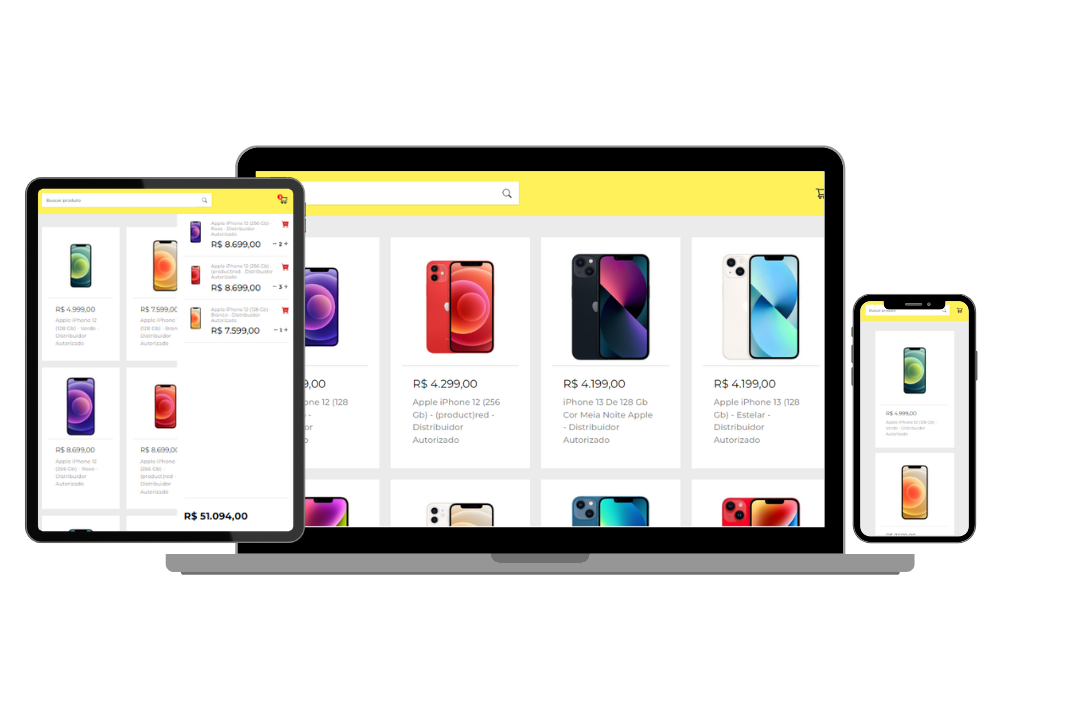 Buscar produto
R$ 4.999,00
Apple iPhone 12
(128 Gb) - Verde -
Distribuidor
Autorizado
R$ 7.599,00
Apple iPhone
(128 Gb) - Bran
Distribuidor
Autorizado
R$ 8.699,00
Apple iPhone 12
(256 Gb) - Roxo -
Distribuidor
Autorizado
R$ 8.699,00
Apple iPhone
(256 Gb) -
(product)red
Distribuidor
Autorizado
Apple iPhone 12 (256 Gb) -
Roxo - Distribuidor
Autorizado
R$ 8.699,00
- 2 +
Apple iPhone 12 (256 Gb) -
(product)red - Distribuidor
Autorizado
R$ 8.699,00
- 3 +
Apple iPhone 12 (128 Gb) -
Branco - Distribuidor
Autorizado
R$ 7.599,00
- 1 +
R$ 51.094,00
9,00
ne 12 (128
-
r
o
R$ 4.299,00
Apple iPhone 12 (256
Gb) - (product)red -
Distribuidor
Autorizado
R$ 4.199,00
iPhone 13 De 128 Gb
Cor Meia Noite Apple
- Distribuidor
Autorizado
R$ 4.199,00
Apple iPhone 13 (128
Gb) - Estelar -
Distribuidor
Autorizado
Buscar produto
R$ 4.999,00
Apple iPhone 12 (128 Gb) -
Verde - Distribuidor
Autorizado